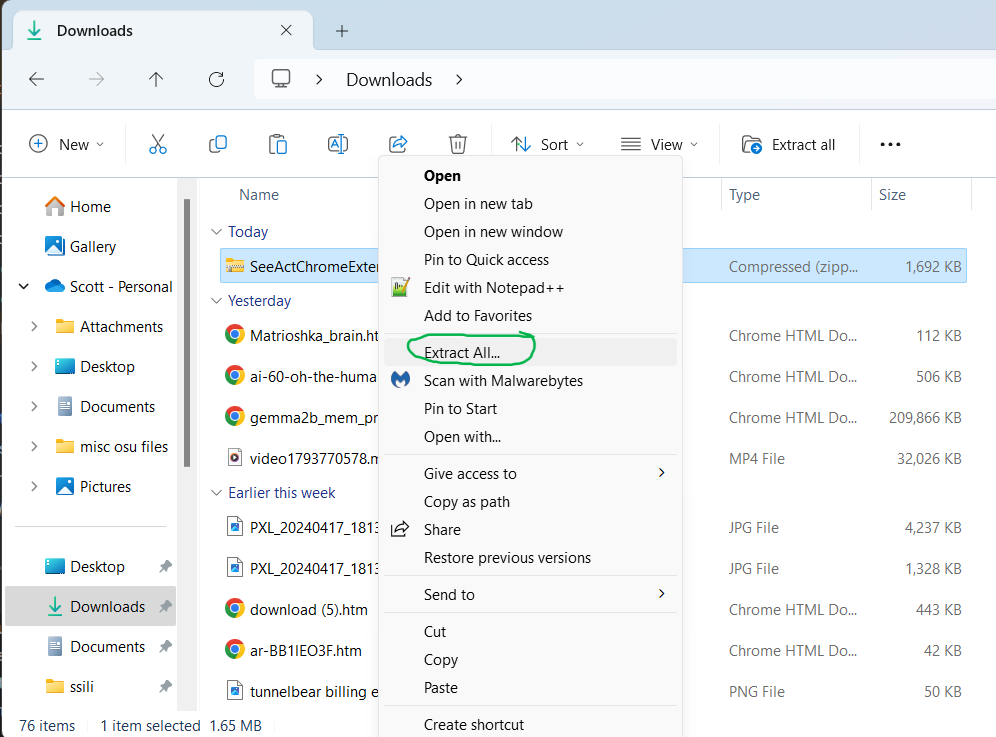 Downloads
Downloads
New
Sort
View
Extract all
Home
Gallery
Scott - Personal
Attachments
Desktop
Documents
misc osu files
Pictures
Desktop
Downloads
Documents
ssili
Name
Type
Size
Today
SeeActChromeExter
Compressed (zipp...
1,692 KB
Yesterday
Matrioshka_brain.ht
Chrome HTML Do...
112 KB
ai-60-oh-the-huma
Chrome HTML Do...
506 KB
gemma2b_mem_pr
Chrome HTML Do...
209,866 KB
video1793770578.m
MP4 File
32,026 KB
Earlier this week
PXL_20240417_1813
JPG File
4,237 KB
PXL_20240417_1813
JPG File
1,328 KB
download (5).htm
Chrome HTML Do...
443 KB
ar-BB1IEO3F.htm
Chrome HTML Do...
42 KB
tunnelbear billing e
PNG File
50 KB
Open
Open in new tab
Open in new window
Pin to Quick access
Edit with Notepad++
Add to Favorites
Extract All...
Scan with Malwarebytes
Pin to Start
Open with...
Give access to
Copy as path
Share
Restore previous versions
Send to
Cut
Copy
Paste
Create shortcut
76 items
1 item selected 1.65 MB